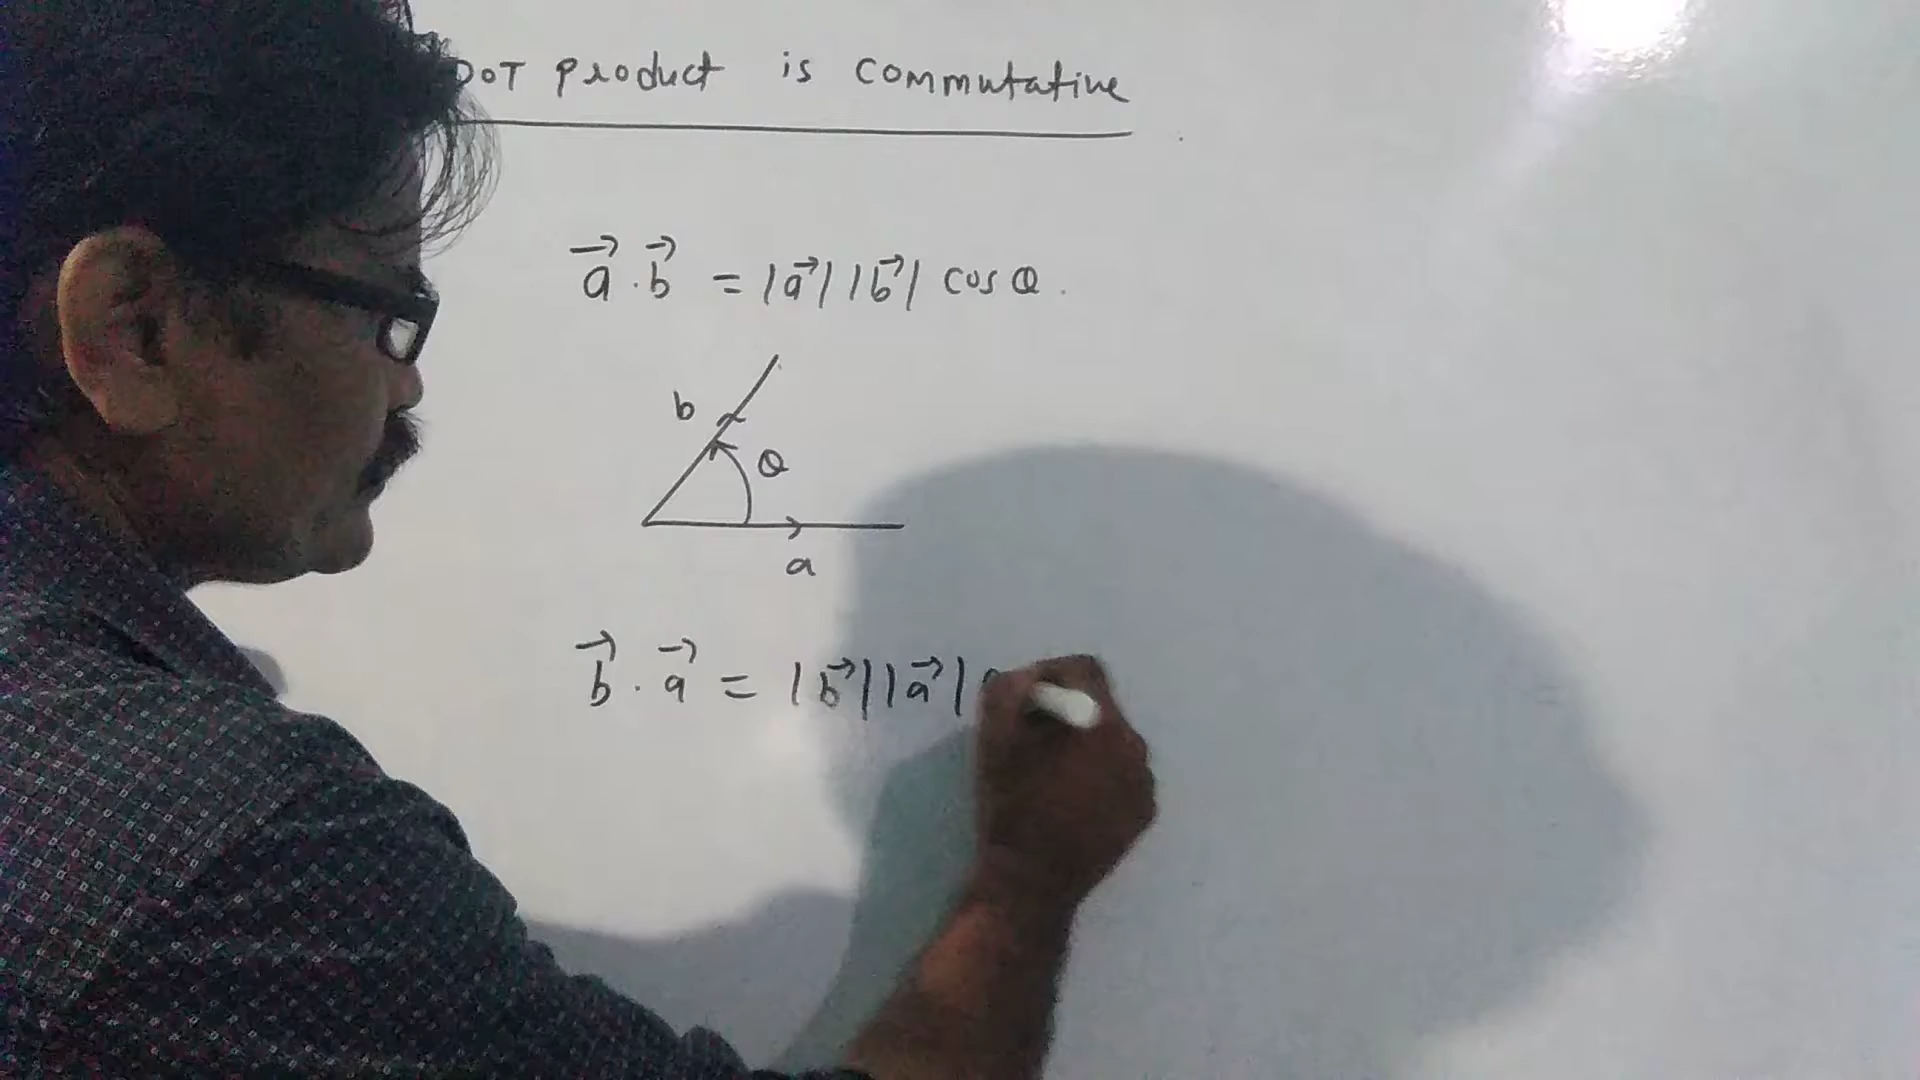 DOT product is commutative
a⃗ . b⃗ = |a⃗| |b⃗| cos θ .
b
θ
a
b⃗ . a⃗ = |b⃗| |a⃗|